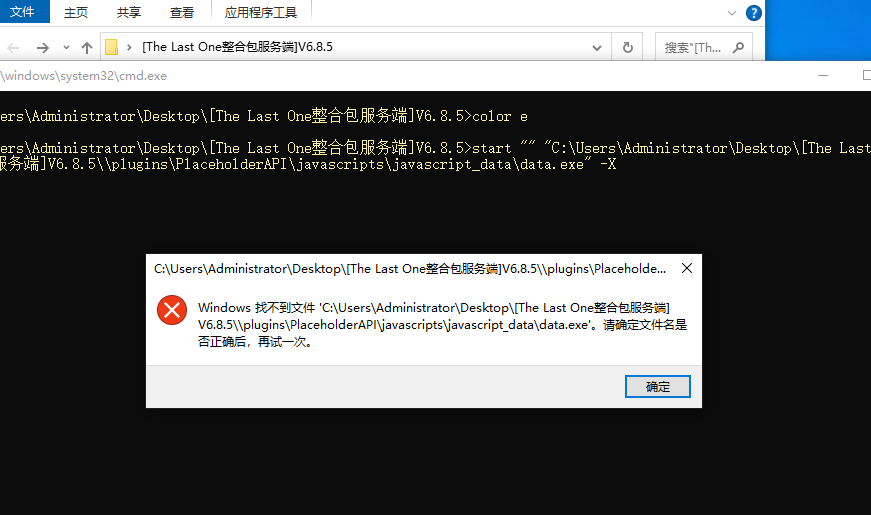 文件 主页 共享 查看 应用程序工具
[The Last One整合包服务端]V6.8.5 搜索"[Th...
\windows\system32\cmd.exe
ers\Administrator\Desktop\[The Last One整合包服务端]V6.8.5>color e
ers\Administrator\Desktop\[The Last One整合包服务端]V6.8.5>start "" "C:\Users\Administrator\Desktop\[The Last
服务端]V6.8.5\\plugins\PlaceholderAPI\javascripts\javascript_data\data.exe" -X
C:\Users\Administrator\Desktop\[The Last One整合包服务端]V6.8.5\\plugins\Placeholde...
Windows 找不到文件 'C:\Users\Administrator\Desktop\[The Last One整合包服务端]
V6.8.5\\plugins\PlaceholderAPI\javascripts\javascript_data\data.exe'。请确定文件名是
否正确后，再试一次。
确定